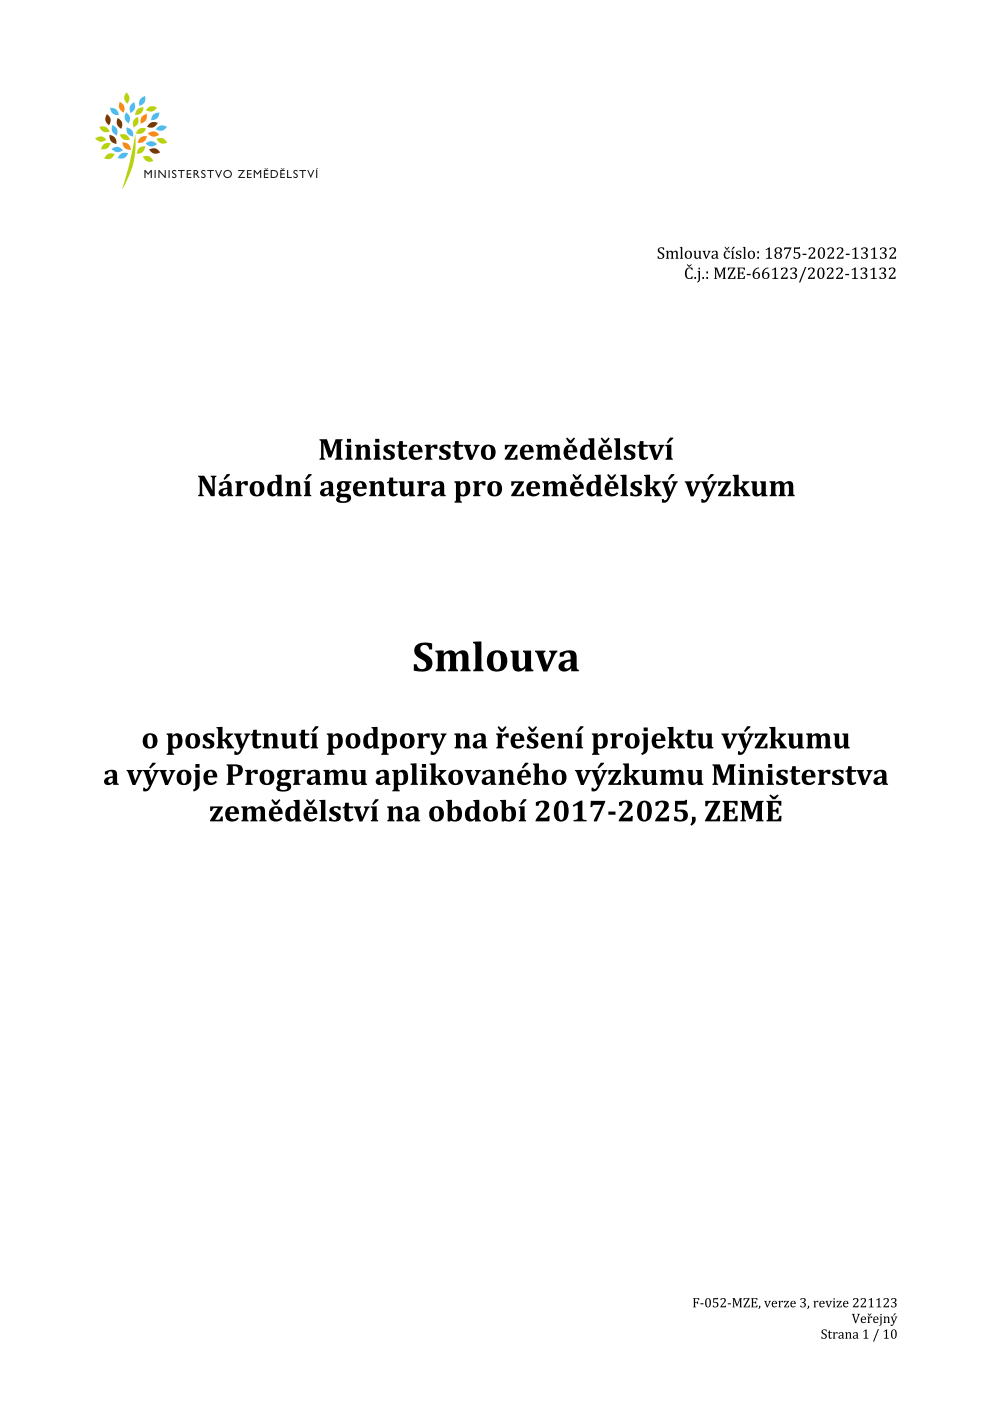 MINISTERSTVO ZEMĚDĚLSTVÍ
Smlouva číslo: 1875-2022-13132
Č.j.: MZE-66123/2022-13132
Ministerstvo zemědělství
Národní agentura pro zemědělský výzkum
Smlouva
o poskytnutí podpory na řešení projektu výzkumu
a vývoje Programu aplikovaného výzkumu Ministerstva
zemědělství na období 2017-2025, ZEMĚ
F-052-MZE, verze 3, revize 221123
Veřejný
Strana 1 / 10